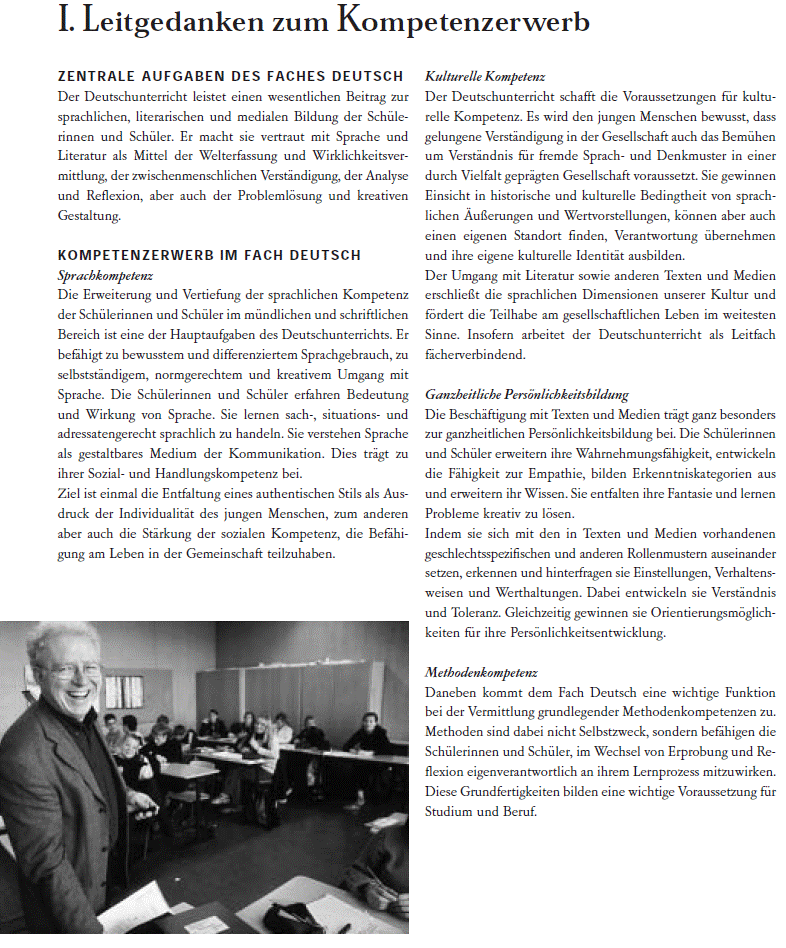 I. Leitgedanken zum Kompetenzerwerb
ZENTRALE AUFGABEN DES FACHES DEUTSCH
Der Deutschunterricht leistet einen wesentlichen Beitrag zur
sprachlichen, literarischen und medialen Bildung der Schüle-
rinnen und Schüler. Er macht sie vertraut mit Sprache und
Literatur als Mittel der Welterfassung und Wirklichkeitsver-
mittlung, der zwischenmenschlichen Verständigung, der Analyse
und Reflexion, aber auch der Problemlösung und kreativen
Gestaltung.
KOMPETENZERWERB IM FACH DEUTSCH
Sprachkompetenz
Die Erweiterung und Vertiefung der sprachlichen Kompetenz
der Schülerinnen und Schüler im mündlichen und schriftlichen
Bereich ist eine der Hauptaufgaben des Deutschunterrichts. Er
befähigt zu bewusstem und differenziertem Sprachgebrauch, zu
selbstständigem, normgerechtem und kreativem Umgang mit
Sprache. Die Schülerinnen und Schüler erfahren Bedeutung
und Wirkung von Sprache. Sie lernen sach-, situations- und
adressatengerecht sprachlich zu handeln. Sie verstehen Sprache
als gestaltbares Medium der Kommunikation. Dies trägt zu
ihrer Sozial- und Handlungskompetenz bei.
Ziel ist einmal die Entfaltung eines authentischen Stils als Aus-
druck der Individualität des jungen Menschen, zum anderen
aber auch die Stärkung der sozialen Kompetenz, die Befähi-
gung am Leben in der Gemeinschaft teilzuhaben.
Kulturelle Kompetenz
Der Deutschunterricht schafft die Voraussetzungen für kultu-
relle Kompetenz. Es wird den jungen Menschen bewusst, dass
gelungene Verständigung in der Gesellschaft auch das Bemühen
um Verständnis für fremde Sprach- und Denkmuster in einer
durch Vielfalt geprägten Gesellschaft voraussetzt. Sie gewinnen
Einsicht in historische und kulturelle Bedingtheit von sprach-
lichen Äußerungen und Wertvorstellungen, können aber auch
einen eigenen Standort finden, Verantwortung übernehmen
und ihre eigene kulturelle Identität ausbilden.
Der Umgang mit Literatur sowie anderen Texten und Medien
erschließt die sprachlichen Dimensionen unserer Kultur und
fördert die Teilhabe am gesellschaftlichen Leben im weitesten
Sinne. Insofern arbeitet der Deutschunterricht als Leitfach
fächerverbindend.
Ganzheitliche Persönlichkeitsbildung
Die Beschäftigung mit Texten und Medien trägt ganz besonders
zur ganzheitlichen Persönlichkeitsbildung bei. Die Schülerinnen
und Schüler erweitern ihre Wahrnehmungsfähigkeit, entwickeln
die Fähigkeit zur Empathie, bilden Erkenntniskategorien aus
und erweitern ihr Wissen. Sie entfalten ihre Fantasie und lernen
Probleme kreativ zu lösen.
Indem sie sich mit den in Texten und Medien vorhandenen
geschlechtsspezifischen und anderen Rollenmustern auseinander
setzen, erkennen und hinterfragen sie Einstellungen, Verhaltens-
weisen und Werthaltungen. Dabei entwickeln sie Verständnis
und Toleranz. Gleichzeitig gewinnen sie Orientierungsmöglich-
keiten für ihre Persönlichkeitsentwicklung.
Methodenkompetenz
Daneben kommt dem Fach Deutsch eine wichtige Funktion
bei der Vermittlung grundlegender Methodenkompetenzen zu.
Methoden sind dabei nicht Selbstzweck, sondern befähigen die
Schülerinnen und Schüler, im Wechsel von Erprobung und Re-
flexion eigenverantwortlich an ihrem Lernprozess mitzuwirken.
Diese Grundfertigkeiten bilden eine wichtige Voraussetzung für
Studium und Beruf.